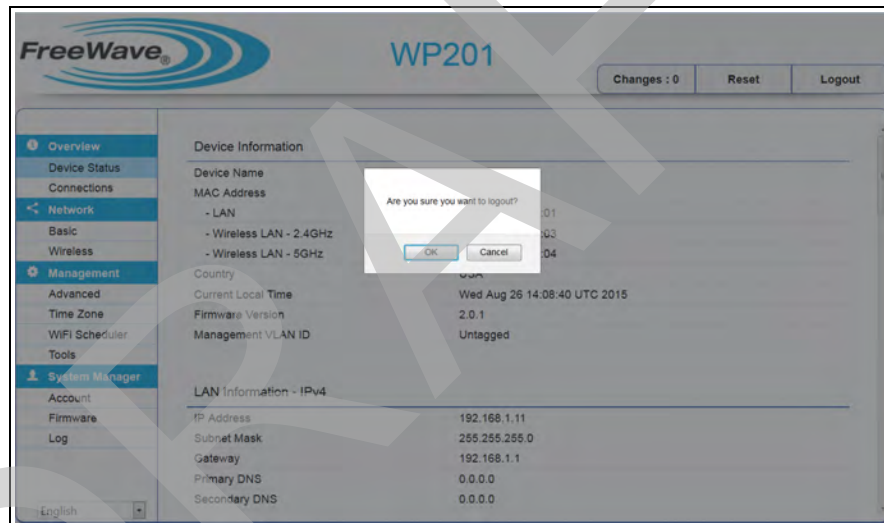 FreeWave®
WP201
Changes : 0 Reset Logout
Overview
Device Status
Connections
Network
Basic
Wireless
Management
Advanced
Time Zone
WiFi Scheduler
Tools
System Manager
Account
Firmware
Log
English
Device Information
Device Name
MAC Address
- LAN :01
- Wireless LAN - 2.4GHz :03
- Wireless LAN - 5GHz :04
Country USA
Current Local Time Wed Aug 26 14:08:40 UTC 2015
Firmware Version 2.0.1
Management VLAN ID Untagged
LAN Information - IPv4
IP Address 192.168.1.11
Subnet Mask 255.255.255.0
Gateway 192.168.1.1
Primary DNS 0.0.0.0
Secondary DNS 0.0.0.0
Are you sure you want to logout?
OK Cancel